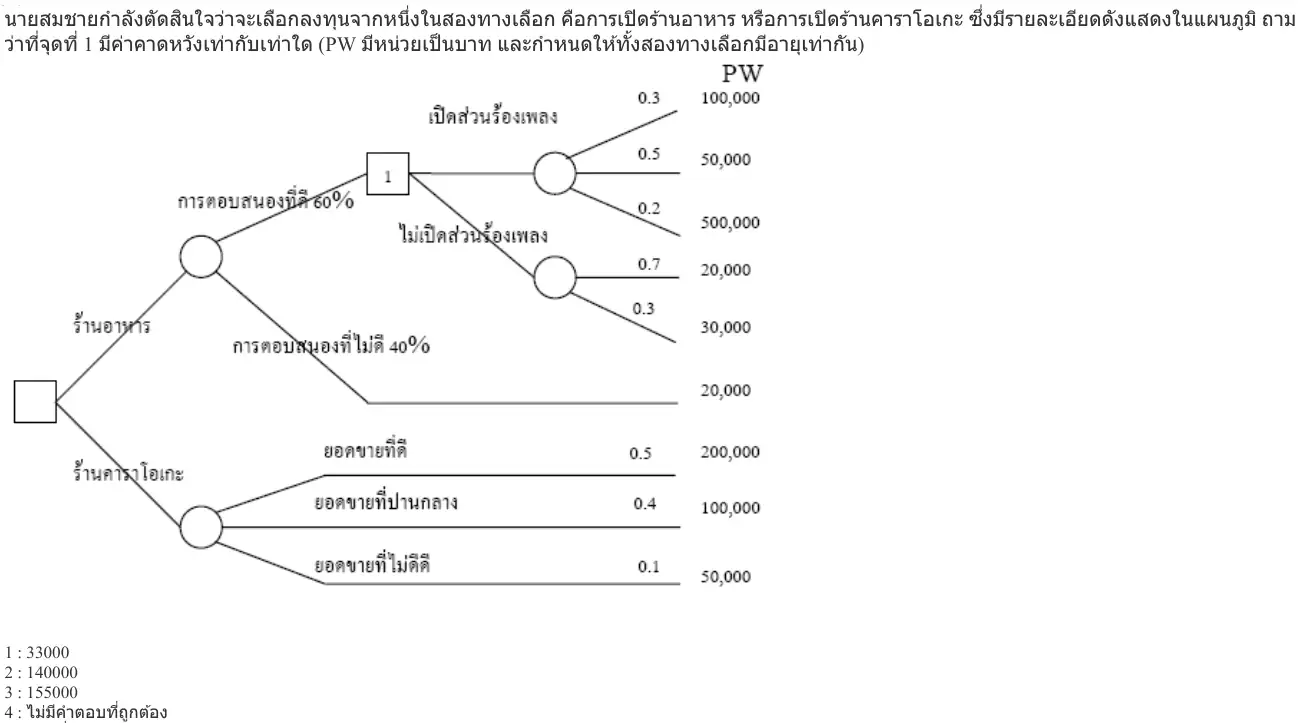 นายสมชายกำลังตัดสินใจว่าจะเลือกลงทุนจากหนึ่งในสองทางเลือก คือการเปิดร้านอาหาร หรือการเปิดร้านคาราโอเกะ ซึ่งมีรายละเอียดดังแสดงในแผนภูมิ ถาม
ว่าที่จุดที่ 1 มีค่าคาดหวังเท่ากับเท่าใด (PW มีหน่วยเป็นบาท และกำหนดให้ทั้งสองทางเลือกมีอายุเท่ากัน)
PW
0.3 100,000
เปิดส่วนร้องเพลง
0.5 50,000
1
การตอบสนองที่ดี 60%
0.2 500,000
ไม่เปิดส่วนร้องเพลง
0.7 20,000
0.3 30,000
ร้านอาหาร
การตอบสนองที่ไม่ดี 40%
20,000
ยอดขายที่ดี 0.5 200,000
ร้านคาราโอเกะ
ยอดขายที่ปานกลาง 0.4 100,000
ยอดขายที่ไม่ดีดี 0.1 50,000
1 : 33000
2 : 140000
3 : 155000
4 : ไม่มีคำตอบที่ถูกต้อง